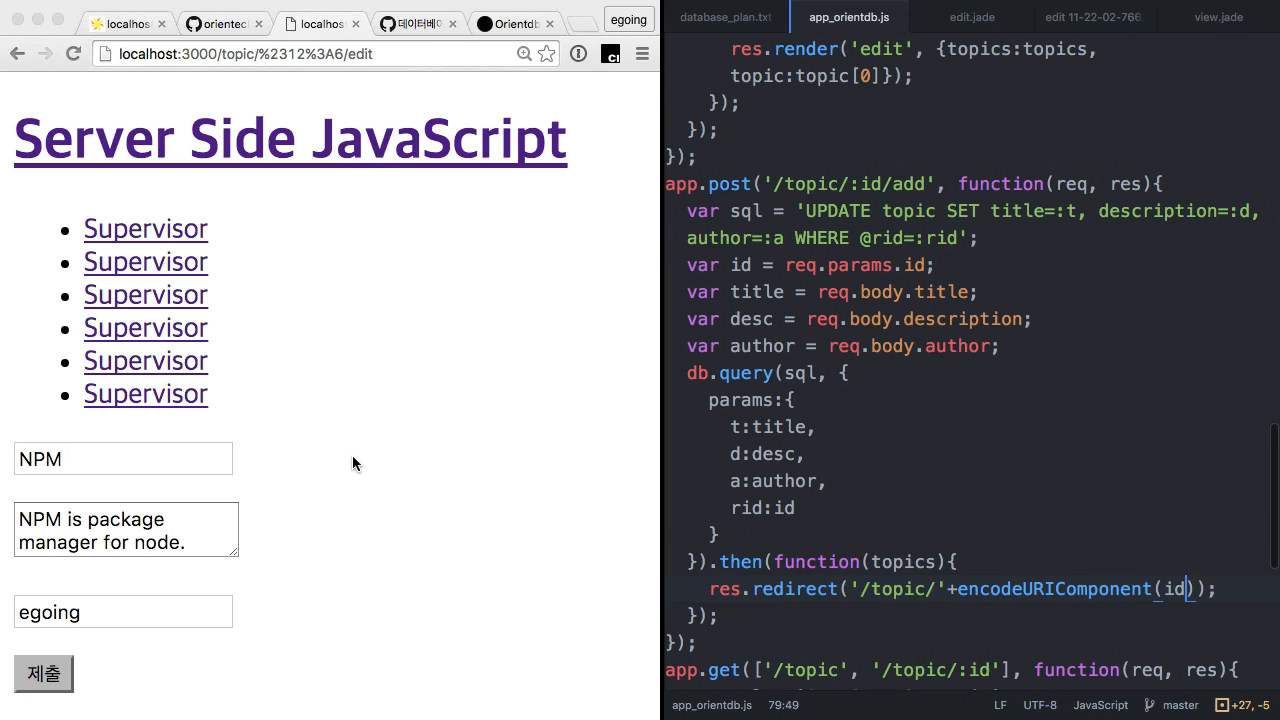 localhos
orientec
localhos
데이터베
Orientdb
egoing
localhost:3000/topic/%2312%3A6/edit
Server Side JavaScript
Supervisor
Supervisor
Supervisor
Supervisor
Supervisor
Supervisor
NPM
NPM is package
manager for node.
egoing
제출
database_plan.txt
app_orientdb.js
edit.jade
edit 11-22-02-766
view.jade
res.render('edit', {topics:topics,
topic:topic[0]});
});
});
});
app.post('/topic/:id/add', function(req, res){
var sql = 'UPDATE topic SET title=:t, description=:d,
author=:a WHERE @rid=:rid';
var id = req.params.id;
var title = req.body.title;
var desc = req.body.description;
var author = req.body.author;
db.query(sql, {
params:{
t:title,
d:desc,
a:author,
rid:id
}
}).then(function(topics){
res.redirect('/topic/'+encodeURIComponent(id));
});
});
app.get(['/topic', '/topic/:id'], function(req, res){
app_orientdb.js
79:49
LF
UTF-8
JavaScript
master
+27, -5